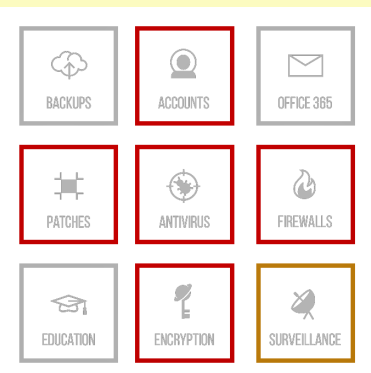 BACKUPS
ACCOUNTS
OFFICE 365
PATCHES
ANTIVIRUS
FIREWALLS
EDUCATION
ENCRYPTION
SURVEILLANCE